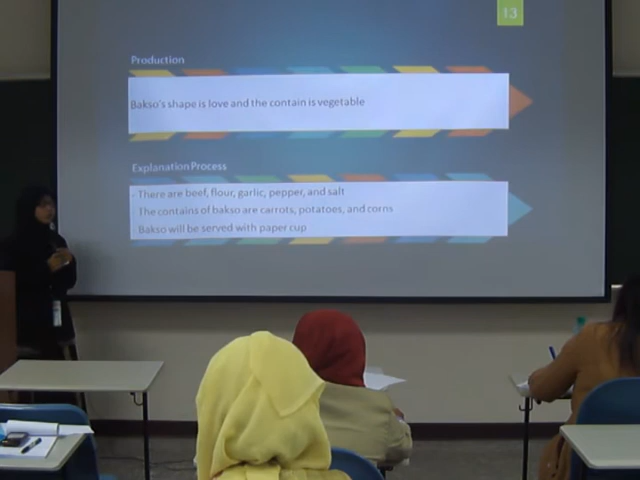 13
Production
Bakso's shape is love and the contain is vegetable
Explanation Process
- There are beef, flour, garlic, pepper, and salt
- The contains of bakso are carrots, potatoes, and corns
- Bakso will be served with paper cup